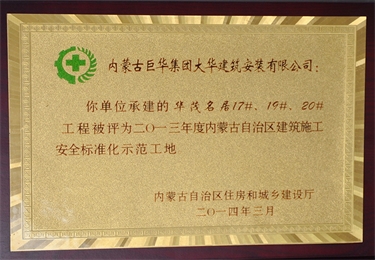 内蒙古巨华集团大华建筑安装有限公司：
你单位承建的华茂名居17#、19#、20#
工程被评为二〇一三年度内蒙古自治区建筑施工
安全标准化示范工地
内蒙古自治区住房和城乡建设厅
二〇一四年三月